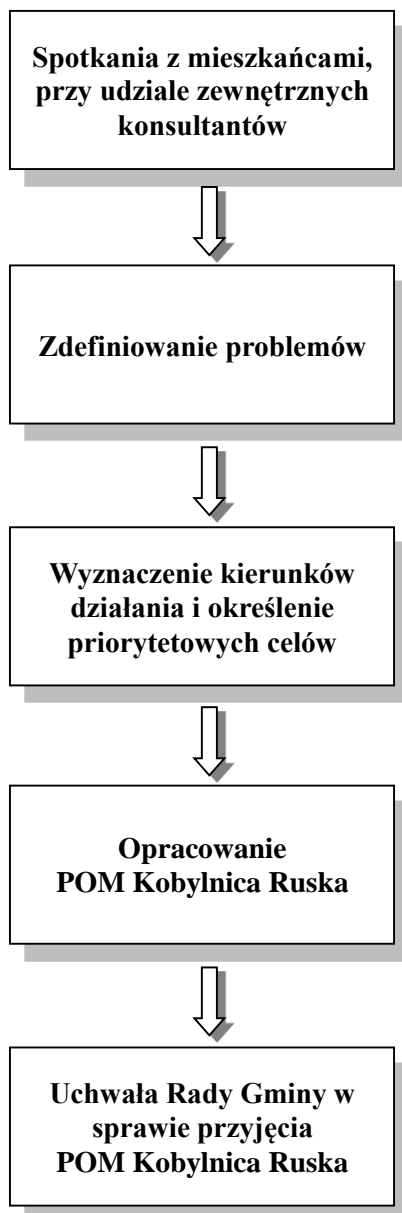 Spotkania z mieszkańcami,
przy udziale zewnętrznych
konsultantów
Zdefiniowanie problemów
Wyznaczenie kierunków
działania i określenie
priorytetowych celów
Opracowanie
POM Kobylnica Ruska
Uchwała Rady Gminy w
sprawie przyjęcia
POM Kobylnica Ruska